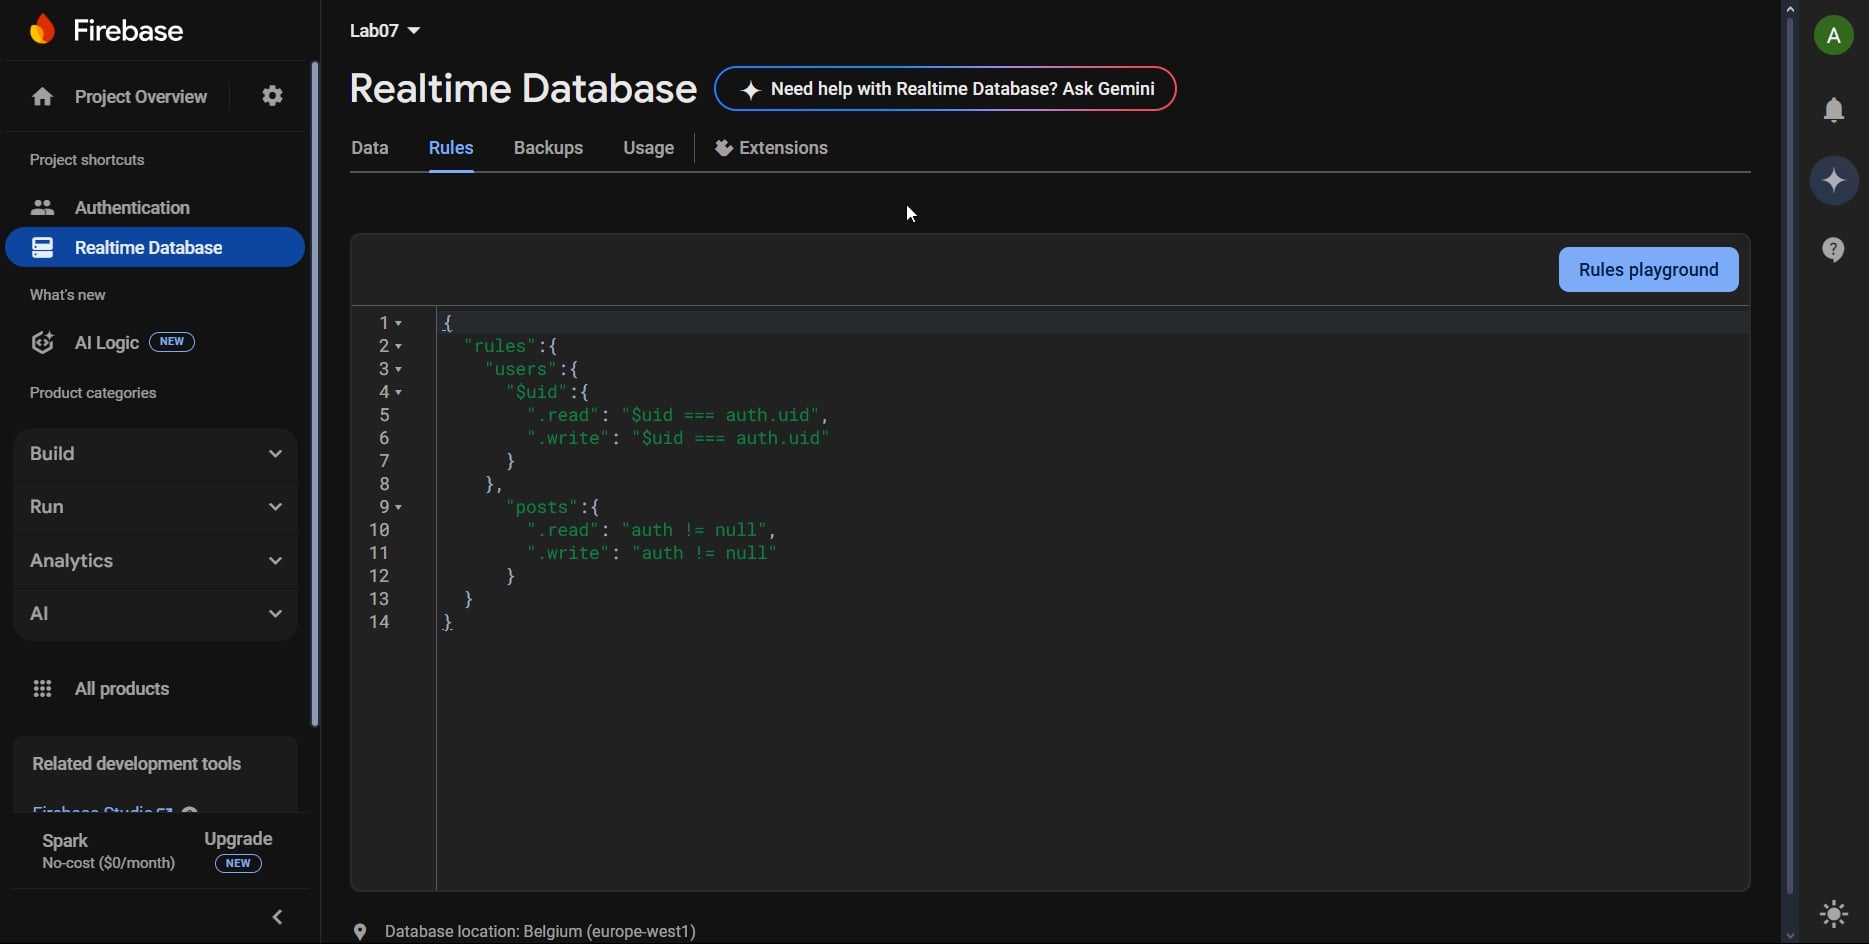 Firebase
Project Overview
Project shortcuts
Authentication
Realtime Database
What's new
AI Logic NEW
Product categories
Build
Run
Analytics
AI
All products
Related development tools
Firebase Studio
Spark
No-cost ($0/month)
Upgrade
NEW
Lab07
Realtime Database
Need help with Realtime Database? Ask Gemini
Data Rules Backups Usage Extensions
Rules playground
1 {
2 "rules":{
3 "users":{
4 "$uid":{
5 ".read": "$uid === auth.uid",
6 ".write": "$uid === auth.uid"
7 }
8 },
9 "posts":{
10 ".read": "auth != null",
11 ".write": "auth != null"
12 }
13 }
14 }
Database location: Belgium (europe-west1)
A
?